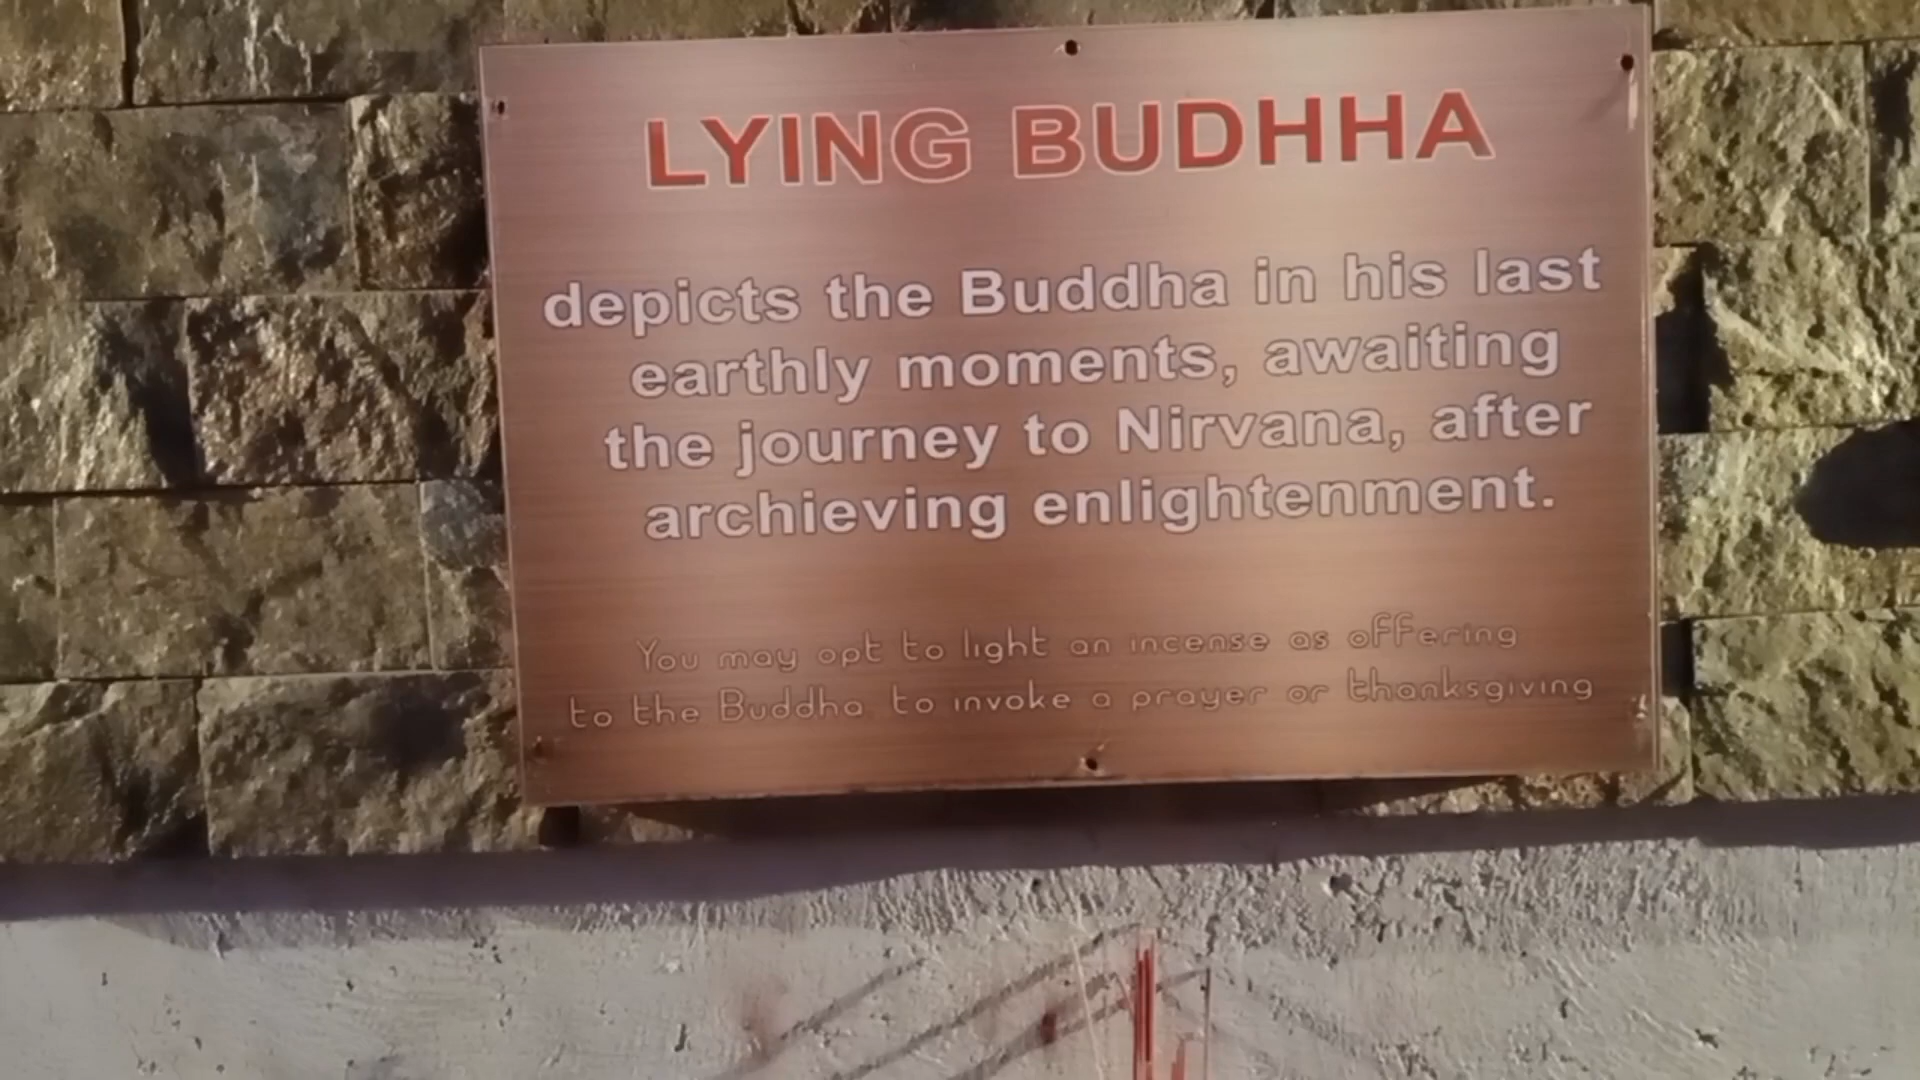 LYING BUDHHA
depicts the Buddha in his last
earthly moments, awaiting
the journey to Nirvana, after
archieving enlightenment.
You may opt to light an incense as offering
to the Buddha to invoke a prayer or thanksgiving